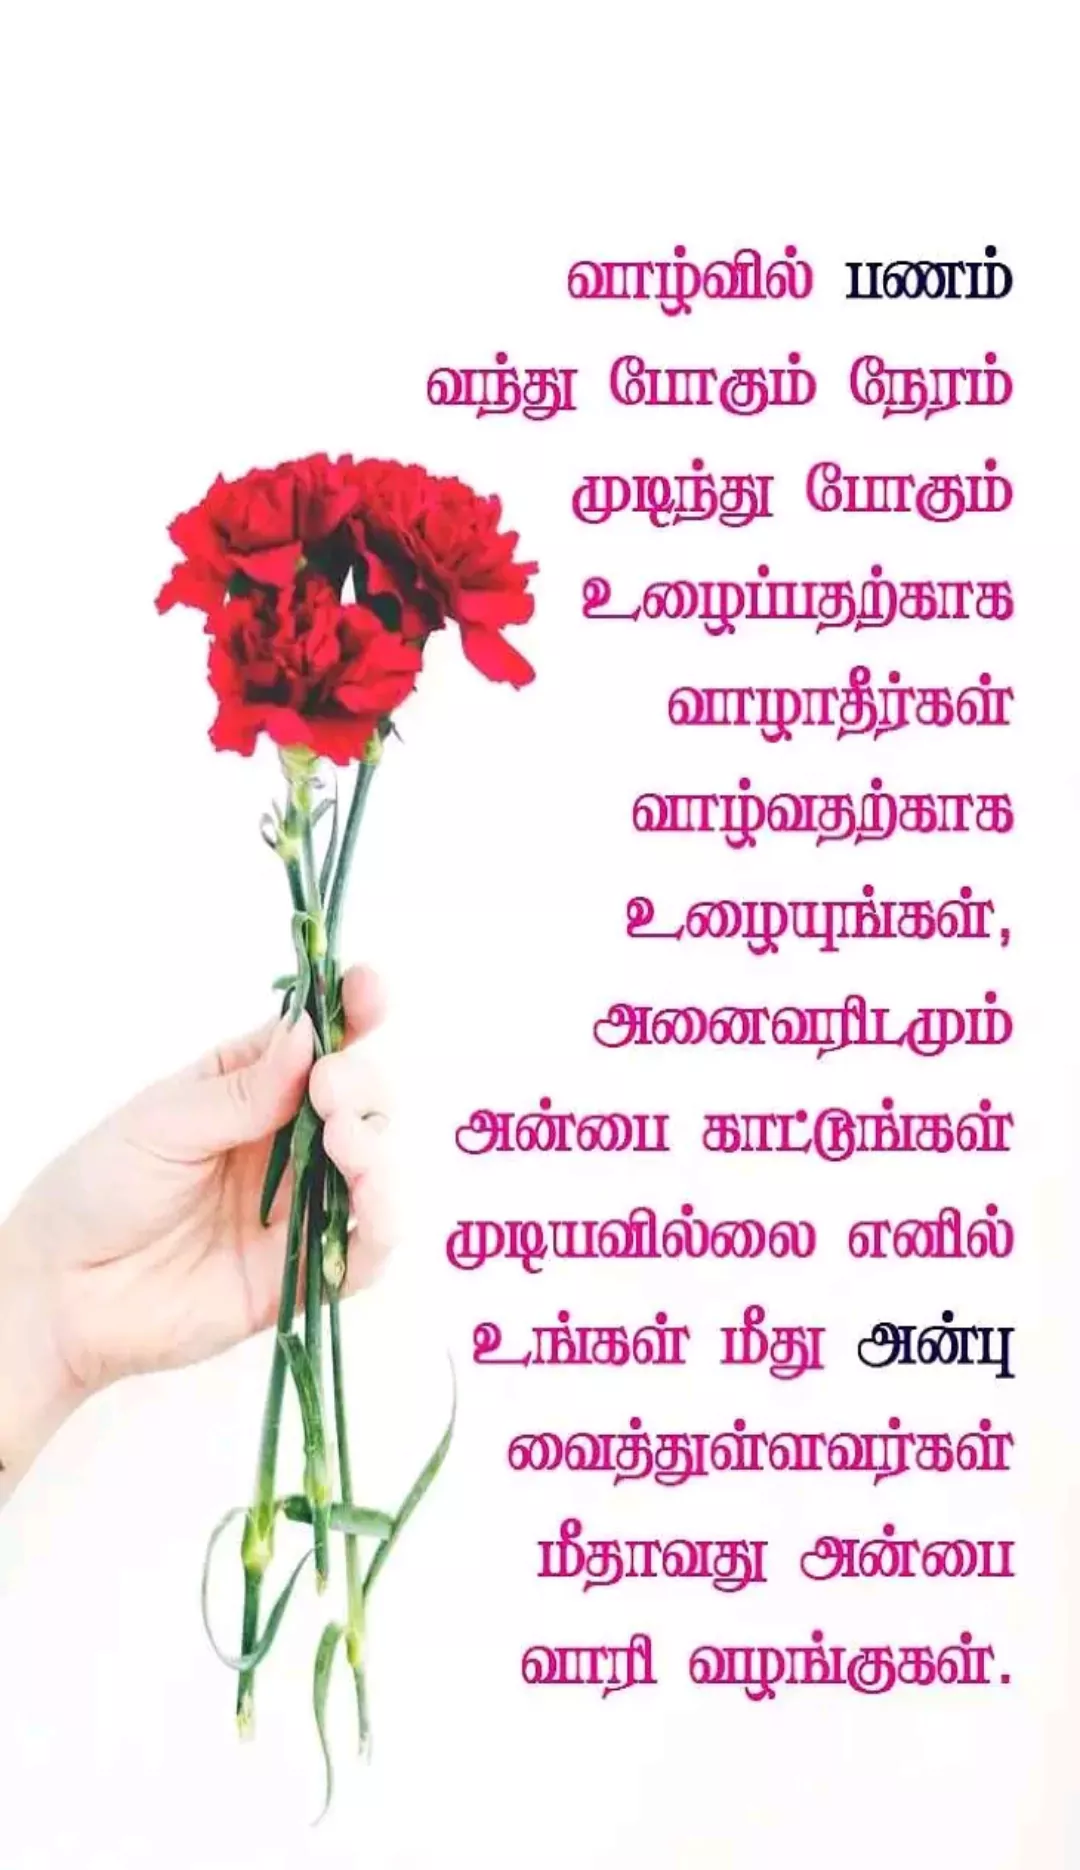 வாழ்வில் பணம்
வந்து போகும் நேரம்
முடிந்து போகும்
உழைப்பதற்காக
வாழாதீர்கள்
வாழ்வதற்காக
உழையுங்கள்,
அனைவரிடமும்
அன்பை காட்டுங்கள்
முடியவில்லை எனில்
உங்கள் மீது அன்பு
வைத்துள்ளவர்கள்
மீதாவது அன்பை
வாரி வழங்குகள்.